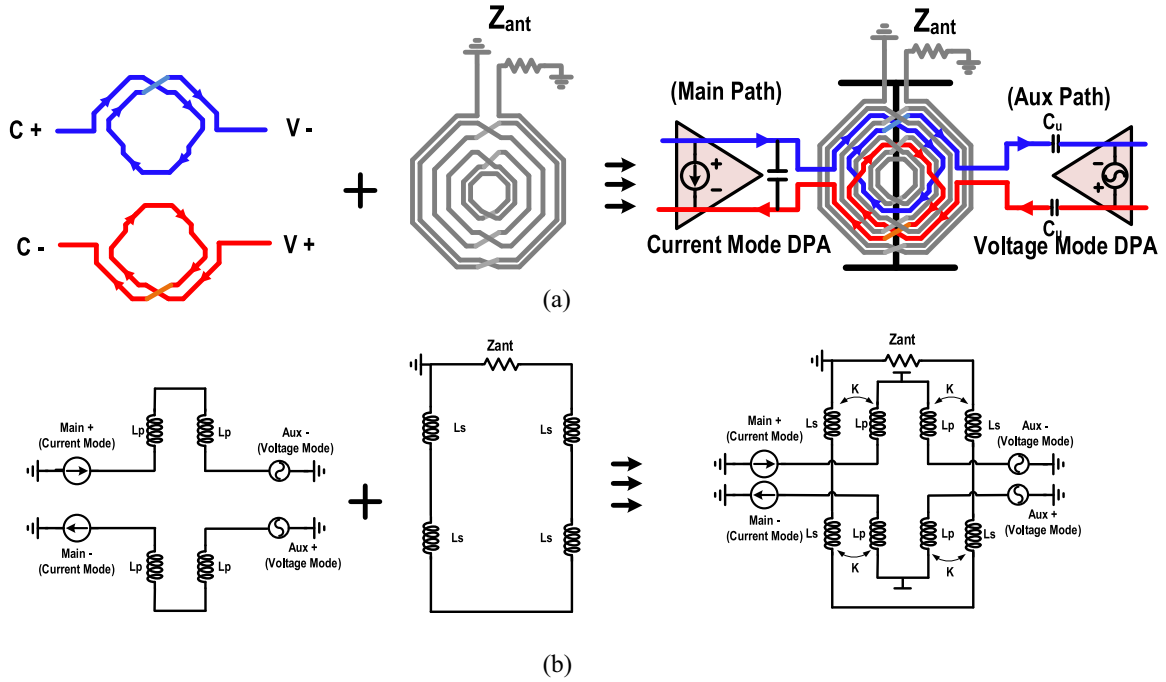 Zant
Zant
(Main Path)
(Aux Path)
C +
V -
Cu
+
-
-
+
C -
V +
Cu
Current Mode DPA
Voltage Mode DPA
(a)
Zant
Zant
K
K
Main +
(Current Mode)
Lp
Lp
Aux -
(Voltage Mode)
Ls
Ls
Ls
Lp
Lp
Ls
Main +
(Current Mode)
Aux -
(Voltage Mode)
Main -
(Current Mode)
Lp
Lp
Aux +
(Voltage Mode)
Ls
Ls
Main -
(Current Mode)
Ls
Lp
Lp
Ls
Aux +
(Voltage Mode)
K
K
(b)